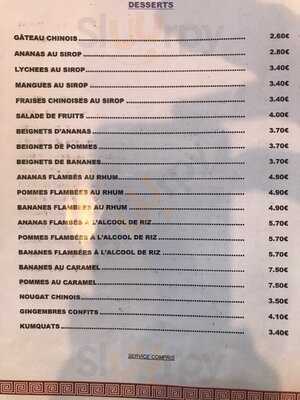 DESSERTS
GÂTEAU CHINOIS 2.60€
ANANAS AU SIROP 2.80€
LYCHEES AU SIROP 3.40€
MANGUES AU SIROP 3.40€
FRAISES CHINOISES AU SIROP 3.40€
SALADE DE FRUITS 4.00€
BEIGNETS D'ANANAS 3.70€
BEIGNETS DE POMMES 3.70€
BEIGNETS DE BANANES 3.70€
ANANAS FLAMBÉS AU RHUM 4.90€
POMMES FLAMBÉES AU RHUM 4.90€
BANANES FLAMBÉES AU RHUM 4.90€
ANANAS FLAMBÉS À L'ALCOOL DE RIZ 5.70€
POMMES FLAMBÉES À L'ALCOOL DE RIZ 5.70€
BANANES FLAMBÉES À L'ALCOOL DE RIZ 5.70€
BANANES AU CARAMEL 7.50€
POMMES AU CARAMEL 7.50€
NOUGAT CHINOIS 3.50€
GINGEMBRES CONFITS 4.10€
KUMQUATS 3.40€
SERVICE COMPRIS